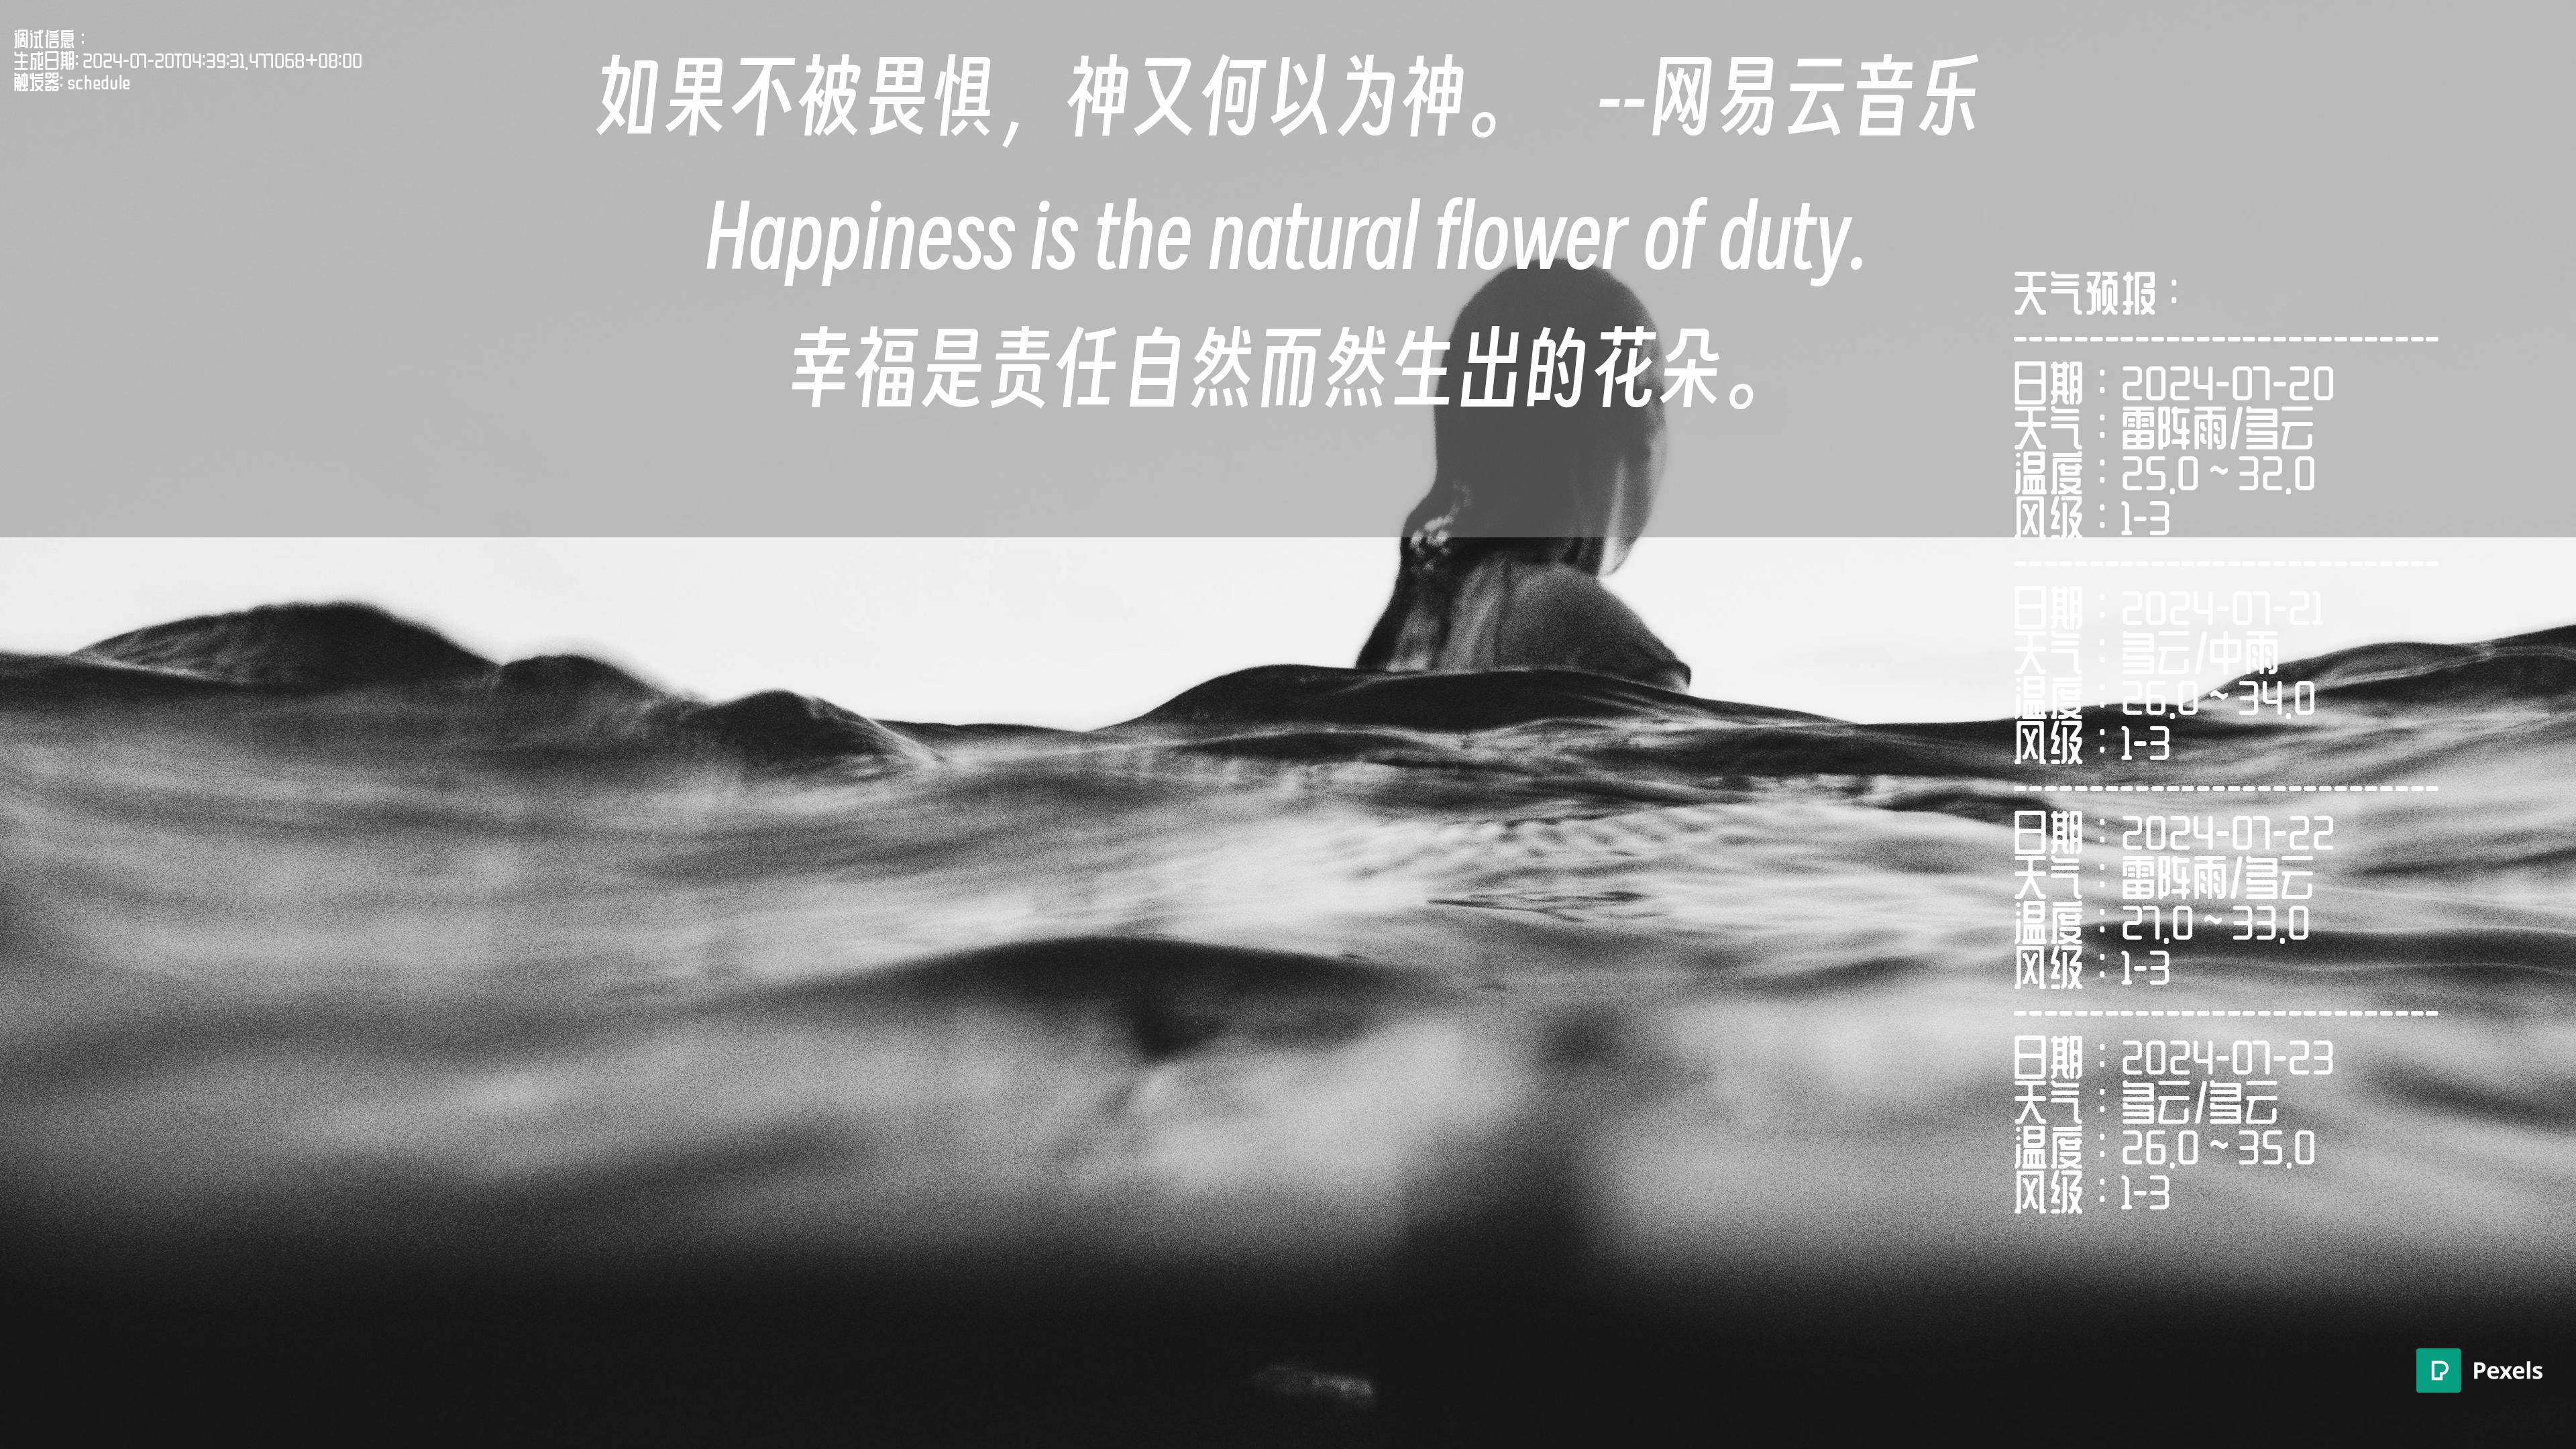 调试信息：
生成日期: 2024-07-20T04:39:31.477068+08:00
触发器: schedule
如果不被畏惧，神又何以为神。 --网易云音乐
Happiness is the natural flower of duty.
幸福是责任自然而然生出的花朵。
天气预报：
----------------------------
日期：2024-07-20
天气：雷阵雨/多云
温度：25.0 ~ 32.0
风级：1-3
----------------------------
日期：2024-07-21
天气：多云/中雨
温度：26.0 ~ 34.0
风级：1-3
----------------------------
日期：2024-07-22
天气：雷阵雨/多云
温度：27.0 ~ 33.0
风级：1-3
----------------------------
日期：2024-07-23
天气：多云/多云
温度：26.0 ~ 35.0
风级：1-3
Pexels